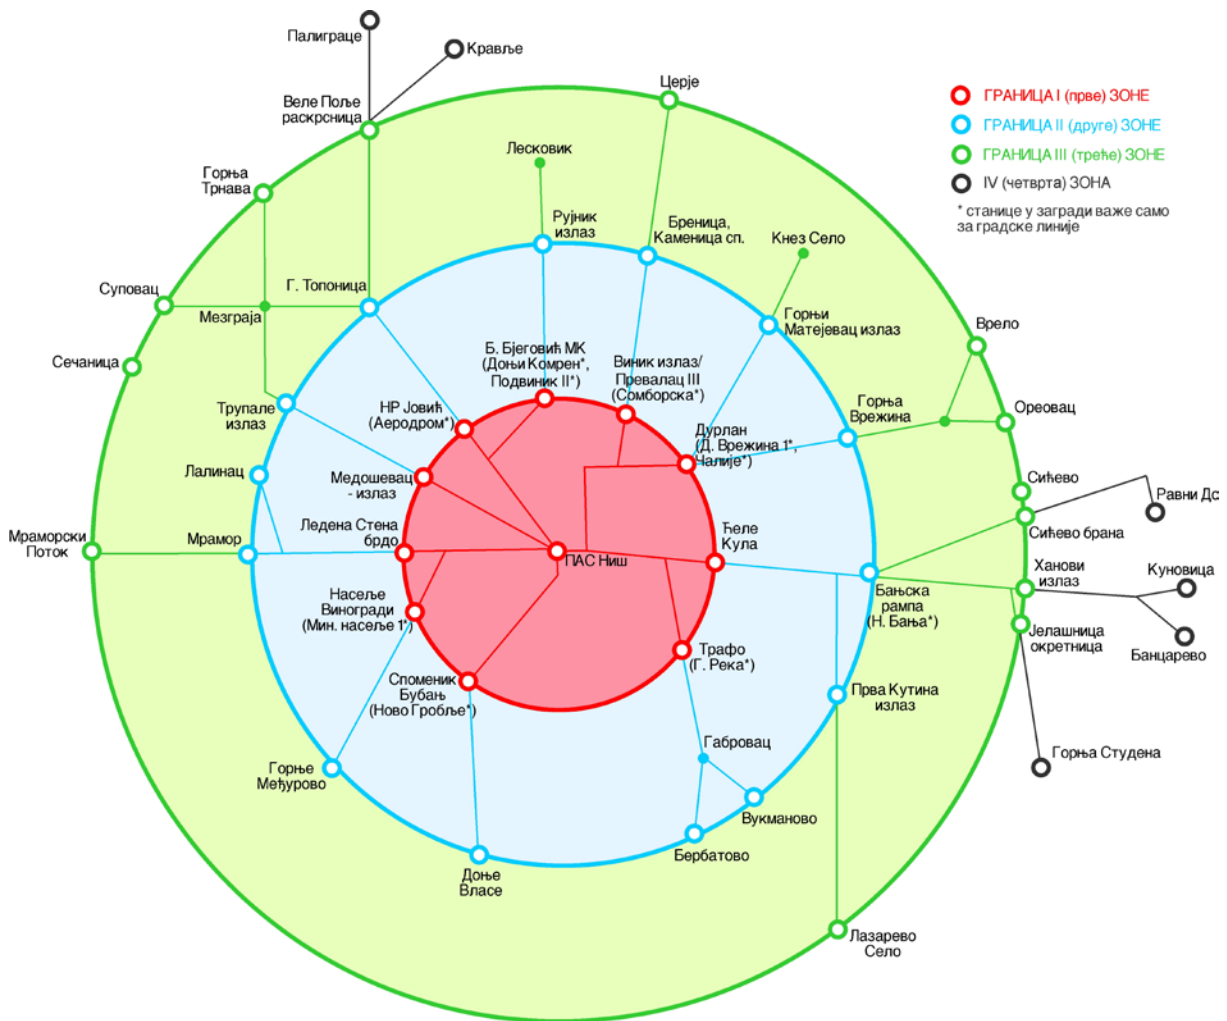 Палиграце
Кравље
Церје
Веле Поље
раскрсница
ГРАНИЦА I (прве) ЗОНЕ
ГРАНИЦА II (друге) ЗОНЕ
ГРАНИЦА III (треће) ЗОНЕ
IV (четврта) ЗОНА
* станице у загради важе само
за градске линије
Лесковик
Горња
Трнава
Рујник
излаз
Бреница,
Каменица сп.
Кнез Село
Суповац
Г. Топоница
Мезграја
Горњи
Матејевац излаз
Врело
Сечаница
Б. Бјеговић МК
(Доњи Комрен*,
Подвиник II*)
Виник излаз/
Превалац III
(Сомборска*)
Трупале
излаз
НР Јовић
(Аеродром*)
Горња
Врежина
Ореовац
Дурлан
(Д. Врежина 1*,
Чалије*)
Лалинац
Медошевац
- излаз
Сићево
Равни Дс
Мраморски
Поток
Мрамор
Ледена Стена
брдо
ПАС Ниш
Ћеле
Кула
Сићево брана
Ханови
излаз
Куновица
Насеље
Виногради
(Мин. насеље 1*)
Бањска
рампа
(Н. Бања*)
Јелашница
окретница
Банцарево
Трафо
(Г. Река*)
Споменик
Бубањ
(Ново Гробље*)
Прва Кутина
излаз
Габровац
Горња Студена
Горње
Међурово
Вукманово
Бербатово
Доње
Власе
Лазарево
Село